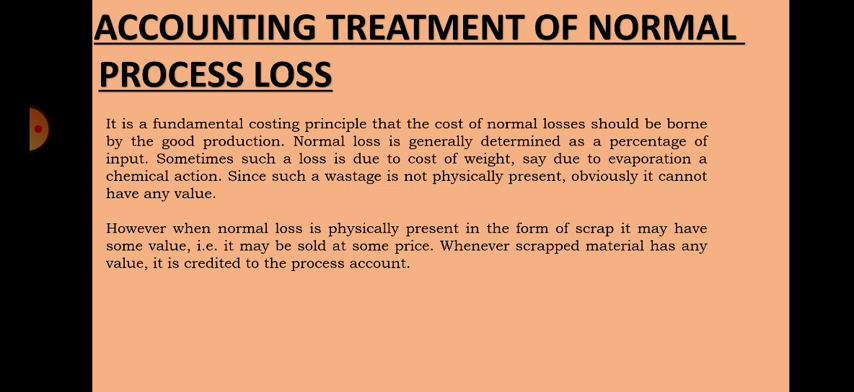 ACCOUNTING TREATMENT OF NORMAL
PROCESS LOSS
It is a fundamental costing principle that the cost of normal losses should be borne
by the good production. Normal loss is generally determined as a percentage of
input. Sometimes such a loss is due to cost of weight, say due to evaporation a
chemical action. Since such a wastage is not physically present, obviously it cannot
have any value.
However when normal loss is physically present in the form of scrap it may have
some value, i.e. it may be sold at some price. Whenever scrapped material has any
value, it is credited to the process account.